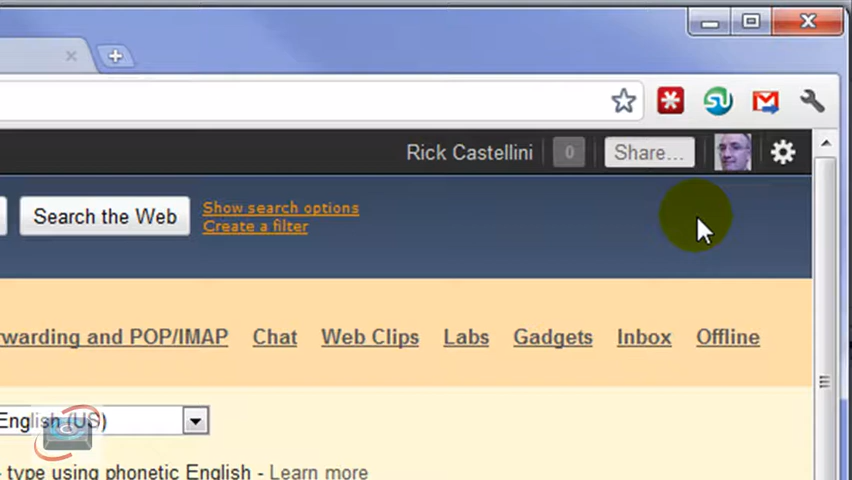 Rick Castellini 0 Share...
Search the Web Show search options
Create a filter
rwarding and POP/IMAP Chat Web Clips Labs Gadgets Inbox Offline
English (US)
- type using phonetic English - Learn more